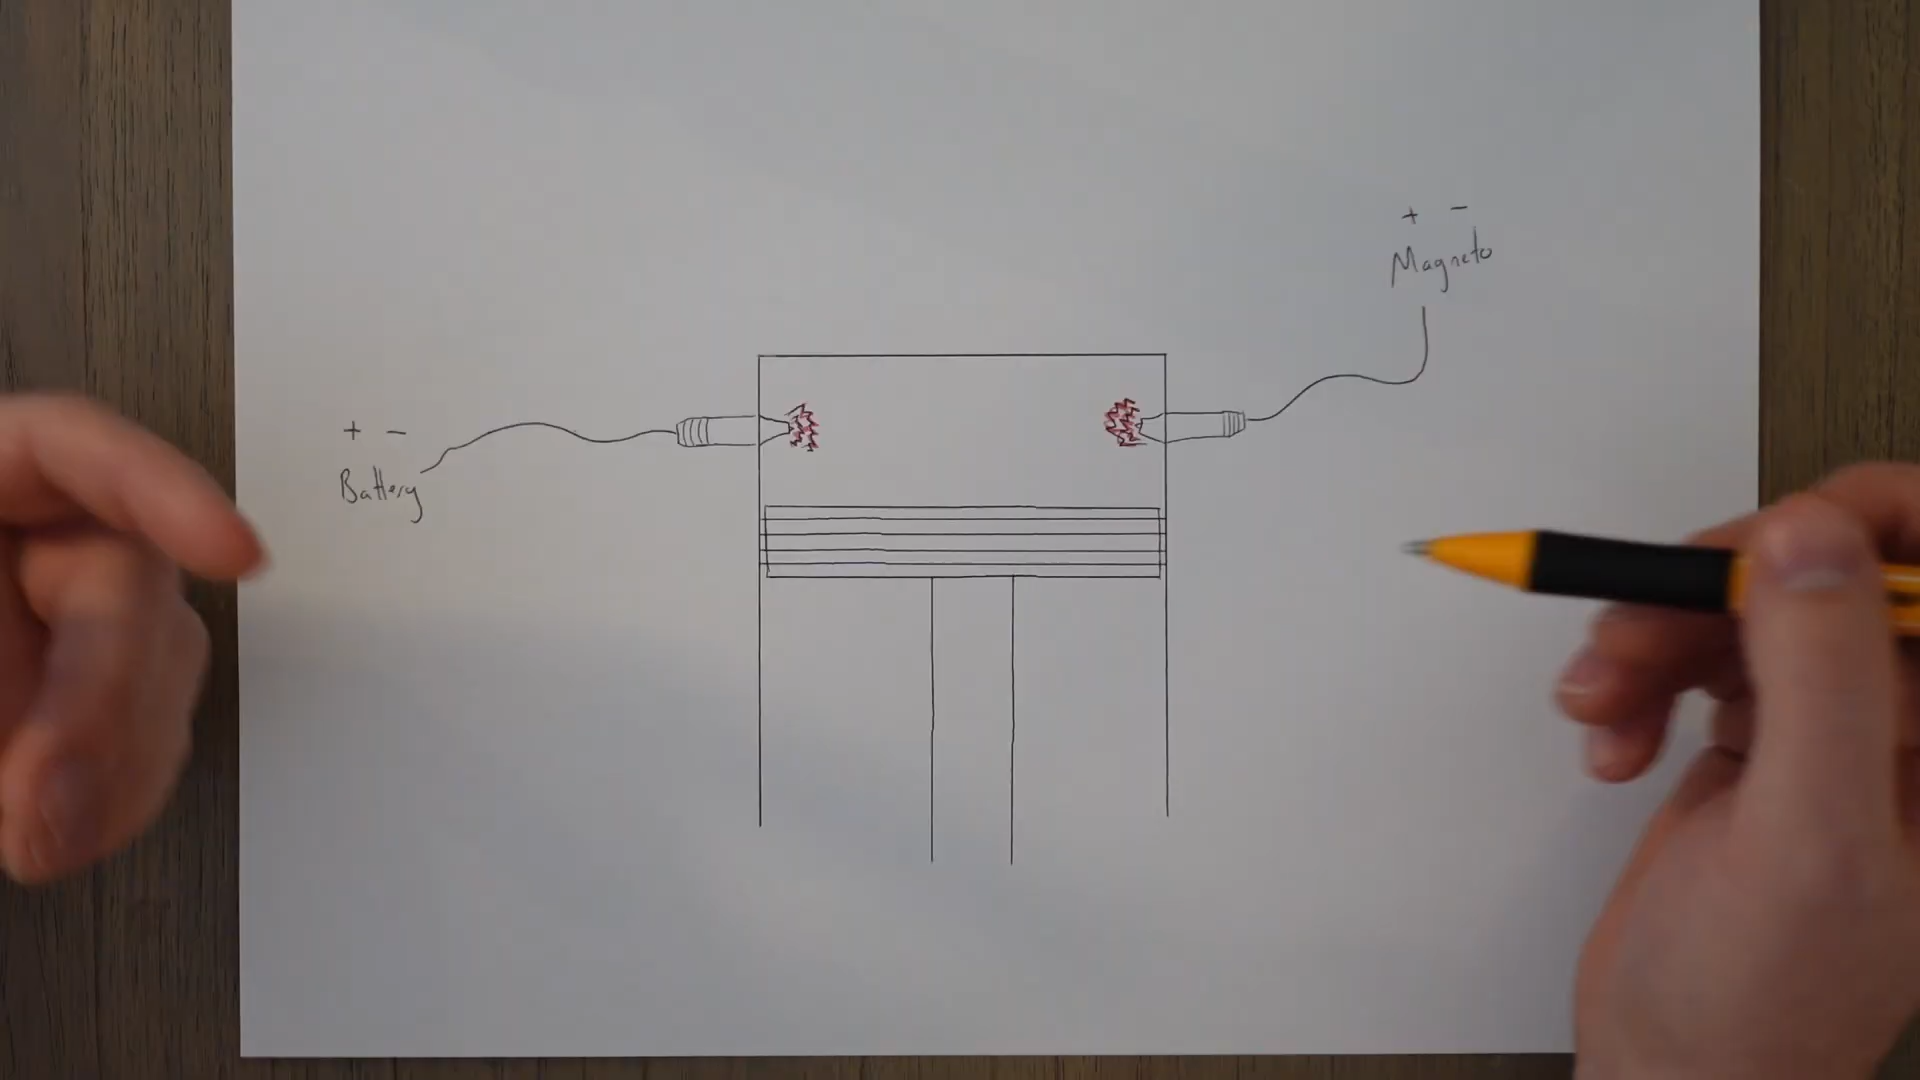 + -
Magneto
+ -
Battery